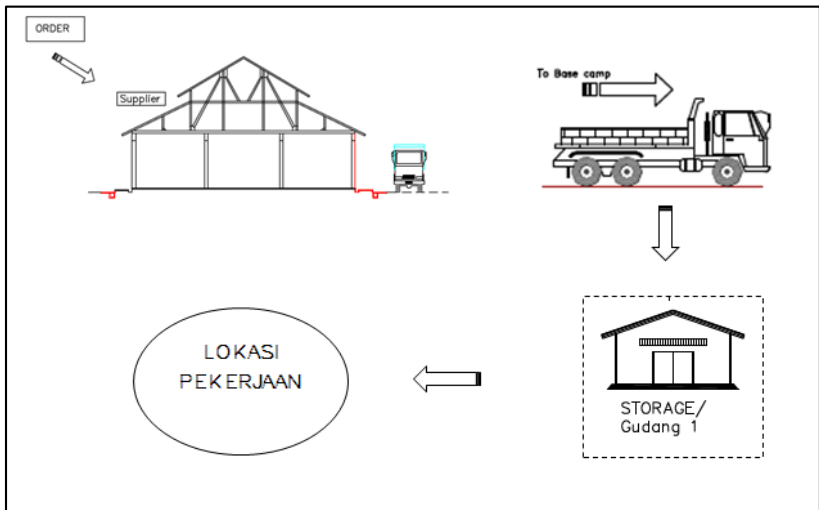 ORDER
Supplier
To Base camp
STORAGE/
Gudang 1
LOKASI
PEKERJAAN